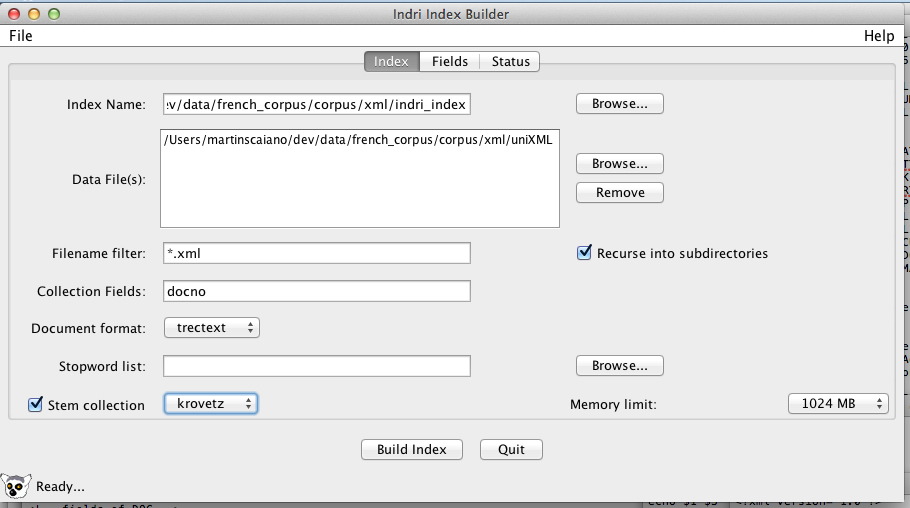 Indri Index Builder
File Help
Index Fields Status
Index Name: :v/data/french_corpus/corpus/xml/indri_index Browse...
/Users/martinscaiano/dev/data/french_corpus/corpus/xml/uniXML
Browse...
Data File(s):
Remove
Filename filter: *.xml Recurse into subdirectories
Collection Fields: docno
Document format: trectext
Stopword list: Browse...
Stem collection krovetz Memory limit: 1024 MB
Build Index Quit
Ready...